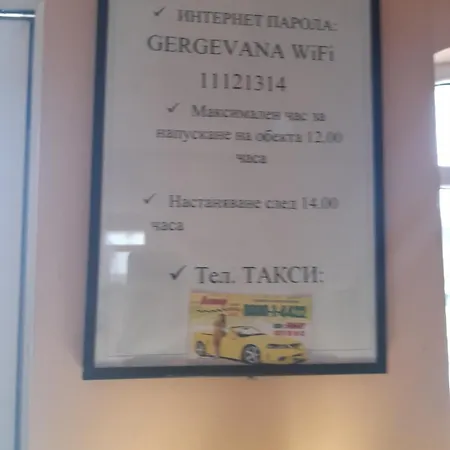 ✓ ИНТЕРНЕТ ПАРОЛА:
GERGEVANA WiFi
11121314
✓ Максимален час за
напускане на обекта 12.00
часа
✓ Настаняване след 14.00
часа
✓ Тел. ТАКСИ: